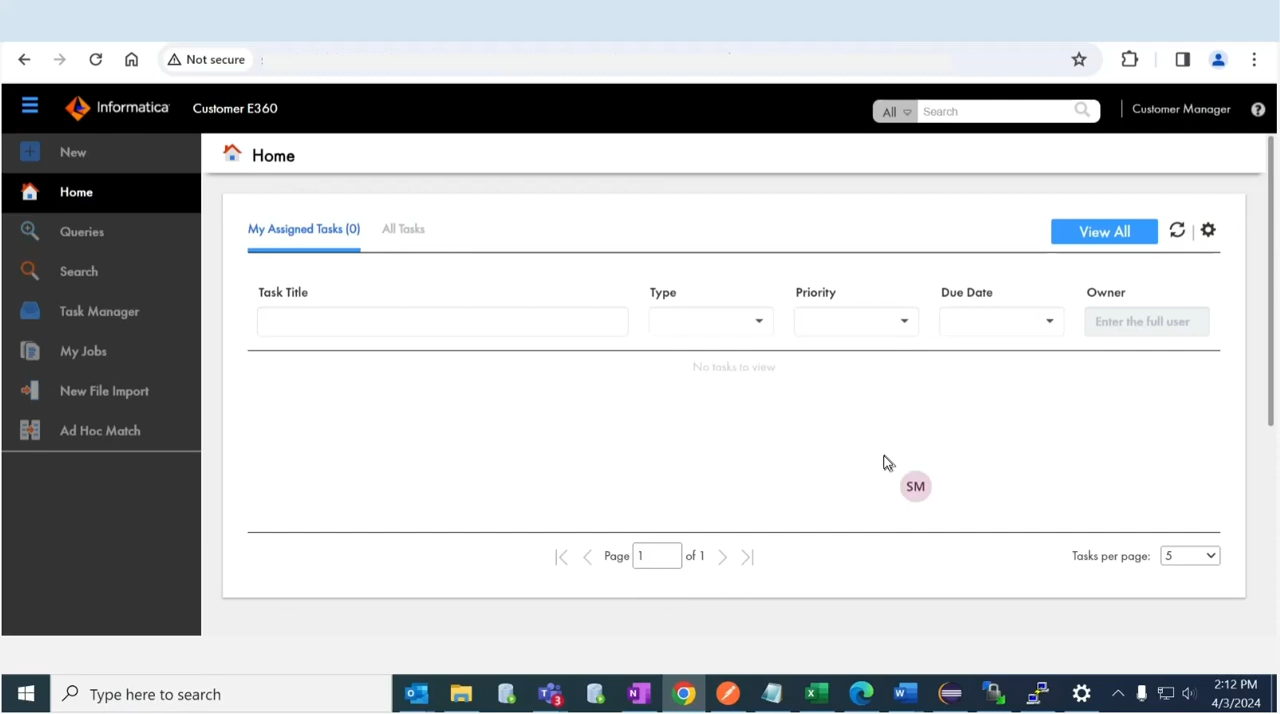 Not secure
Informatica Customer E360 All Search Customer Manager ?
New
Home
Queries
Search
Task Manager
My Jobs
New File Import
Ad Hoc Match
Home
My Assigned Tasks (0) All Tasks View All
Task Title Type Priority Due Date Owner
Enter the full user
No tasks to view
SM
Page 1 of 1 Tasks per page: 5
Type here to search
3
2:12 PM
4/3/2024